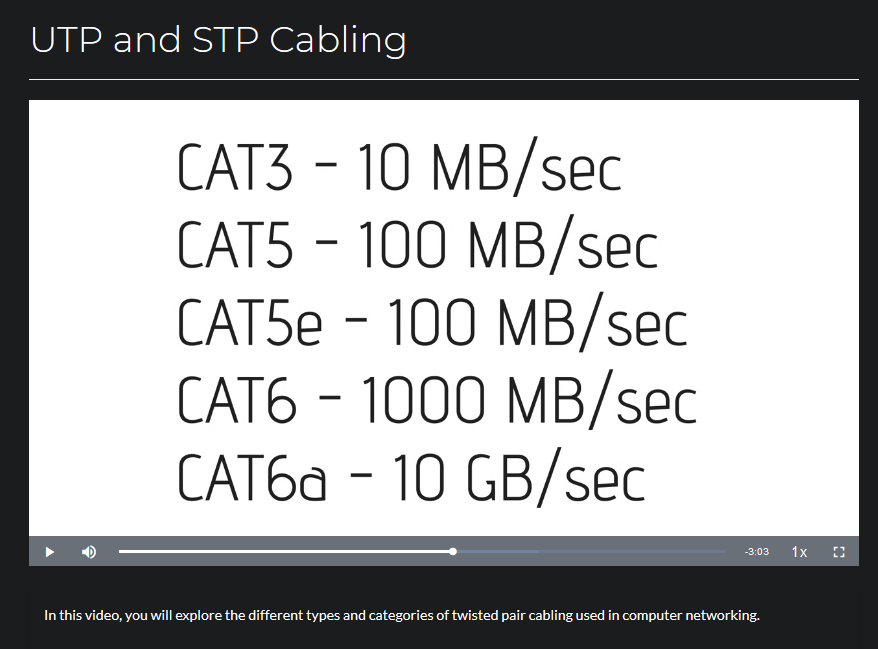 UTP and STP Cabling
CAT3 - 10 MB/sec
CAT5 - 100 MB/sec
CAT5e - 100 MB/sec
CAT6 - 1000 MB/sec
CAT6a - 10 GB/sec
-3:03 1x
In this video, you will explore the different types and categories of twisted pair cabling used in computer networking.